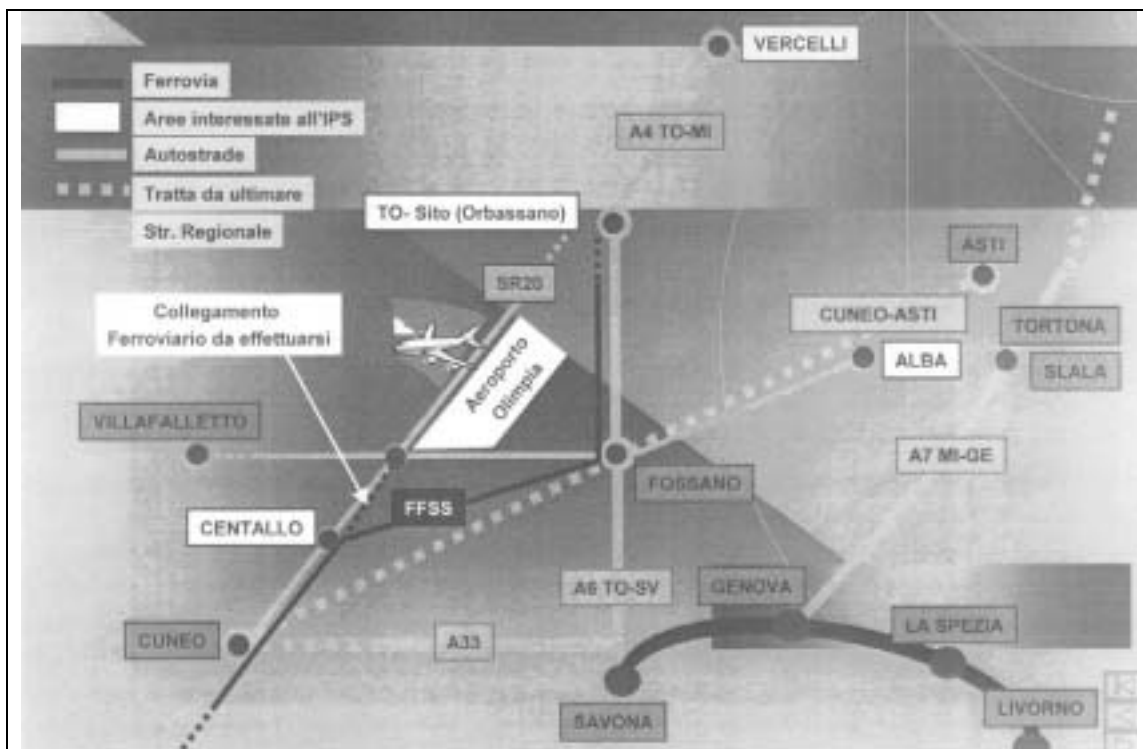 VERCELLI
Ferrovia
Aree interessate all'IPS
A4 TO-MI
Autostrade
Tratta da ultimare
TO- Sito (Orbassano)
Str. Regionale
ASTI
SR20
Collegamento
Ferroviario da effettuarsi
CUNEO-ASTI
TORTONA
ALBA
SLALA
Aeroporto
Olimpia
VILLAFALLETTO
A7 MI-GE
FOSSANO
FFSS
CENTALLO
A6 TO-SV
GENOVA
CUNEO
A33
LA SPEZIA
LIVORNO
SAVONA